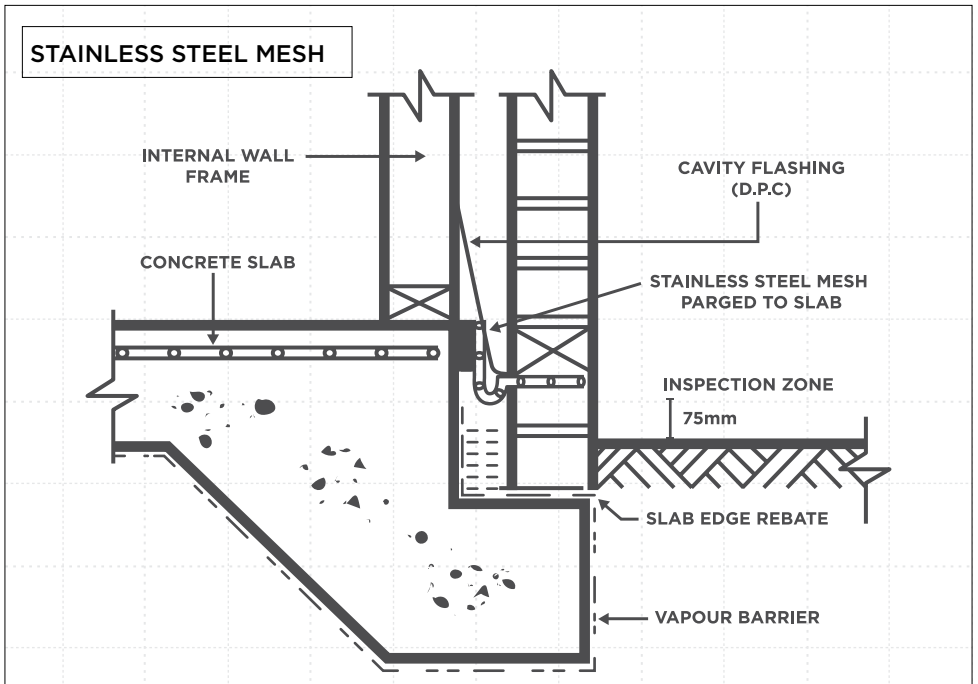 STAINLESS STEEL MESH
INTERNAL WALL
FRAME
CAVITY FLASHING
(D.P.C)
CONCRETE SLAB
STAINLESS STEEL MESH
PARGED TO SLAB
INSPECTION ZONE
75mm
SLAB EDGE REBATE
VAPOUR BARRIER